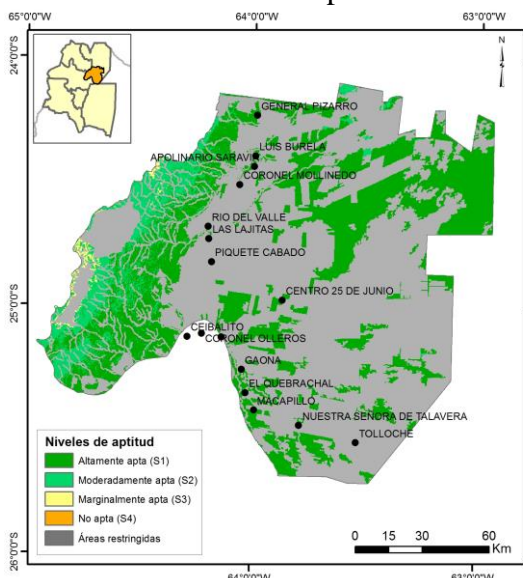 65°0'0"W
64°0'0"W
63°0'0"W
24°0'0"S
N
GENERAL PIZARRO
LUIS BURELA
APOLINARIO SARAVIA
CORONEL MOLLINEDO
RIO DEL VALLE
LAS LAJITAS
PIQUETE CABADO
CENTRO 25 DE JUNIO
25°0'0"S
CEIBALITO
CORONEL OLLEROS
GAONA
EL QUEBRACHAL
MACAPILLO
NUESTRA SEÑORA DE TALAVERA
TOLLOCHE
Niveles de aptitud
Altamente apta (S1)
Moderadamente apta (S2)
Marginalmente apta (S3)
No apta (S4)
Áreas restringidas
0 15 30 60
Km
26°0'0"S
64°0'0"W
63°0'0"W